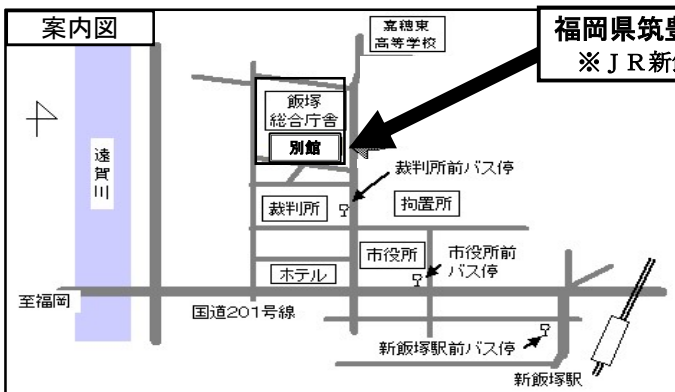 案内図
嘉穂東
高等学校
福岡県筑豊
※JR新飯
飯塚
総合庁舎
別館
遠賀川
裁判所前バス停
裁判所
拘置所
市役所
市役所前
バス停
ホテル
至福岡
国道201号線
新飯塚駅前バス停
新飯塚駅